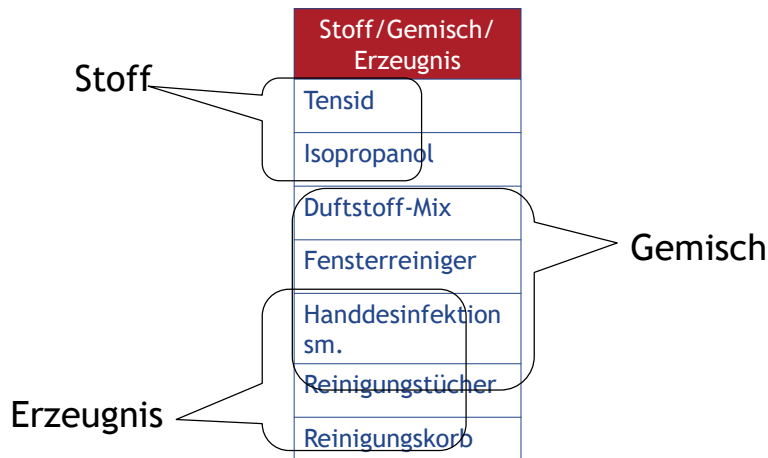 Stoff/Gemisch/
Erzeugnis
Stoff
Tensid
Isopropanol
Duftstoff-Mix
Gemisch
Fensterreiniger
Handdesinfektion
sm.
Reinigungstücher
Erzeugnis
Reinigungskorb